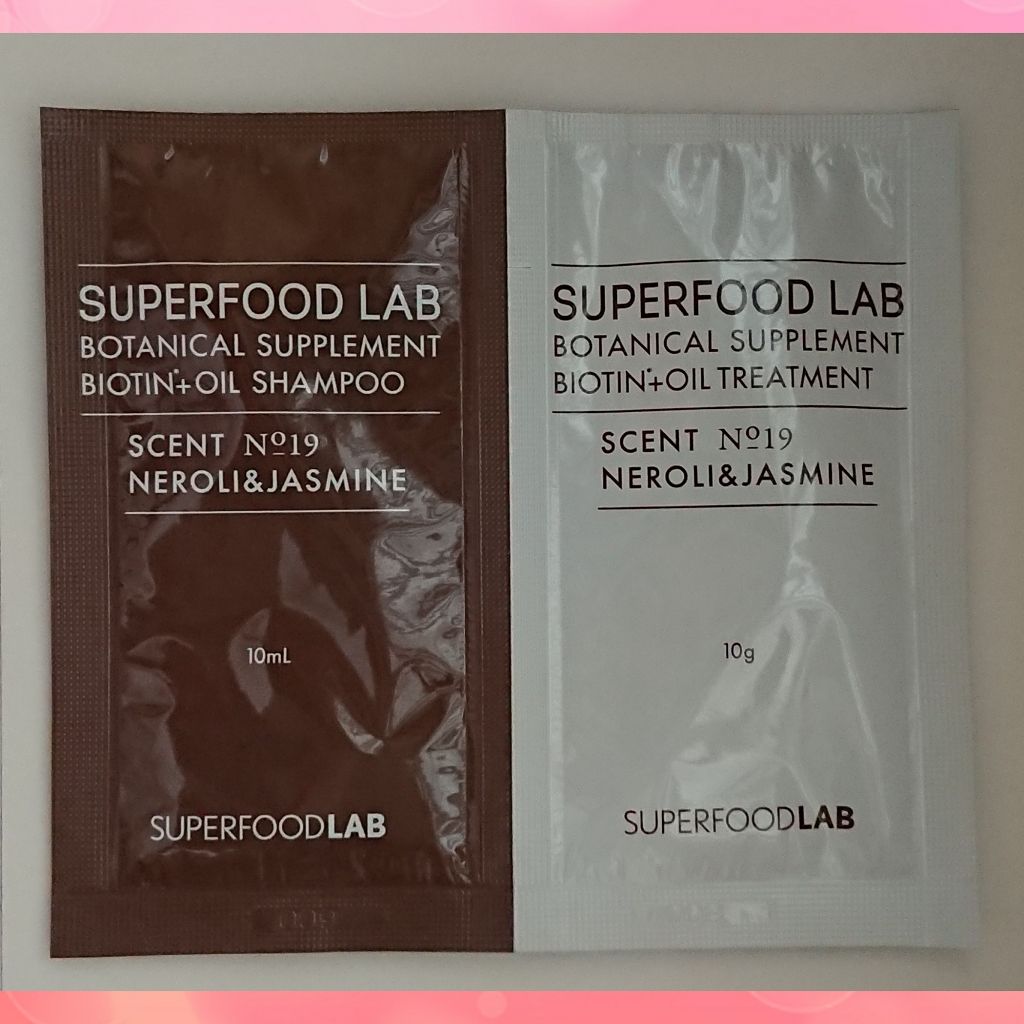 SUPERFOOD LAB
BOTANICAL SUPPLEMENT
BIOTIN*+OIL SHAMPOO
SCENT Nº19
NEROLI&JASMINE
10mL
SUPERFOODLAB
SUPERFOOD LAB
BOTANICAL SUPPLEMENT
BIOTIN*+OIL TREATMENT
SCENT Nº19
NEROLI&JASMINE
10g
SUPERFOODLAB